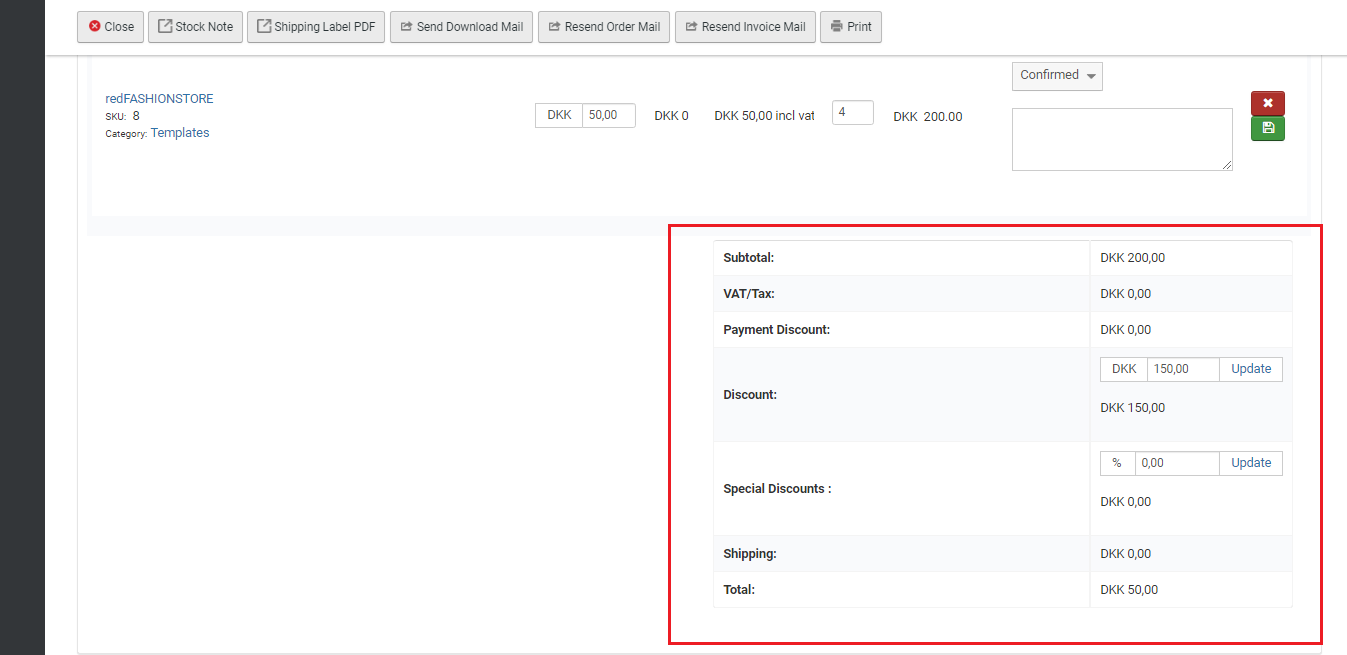 Close Stock Note Shipping Label PDF Send Download Mail Resend Order Mail Resend Invoice Mail Print
Confirmed
redFASHIONSTORE
SKU: 8
Category: Templates
DKK 50,00 DKK 0 DKK 50,00 incl vat 4 DKK 200.00
Subtotal: DKK 200,00
VAT/Tax: DKK 0,00
Payment Discount: DKK 0,00
DKK 150,00 Update
Discount:
DKK 150,00
% 0,00 Update
Special Discounts :
DKK 0,00
Shipping: DKK 0,00
Total: DKK 50,00